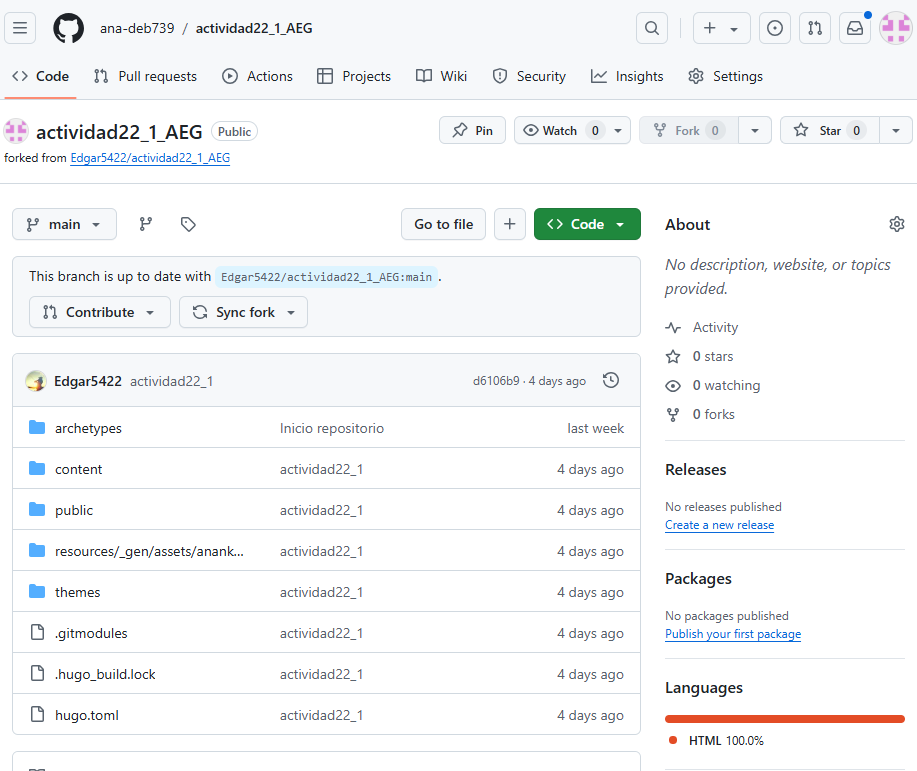 ana-deb739 / actividad22_1_AEG
Code Pull requests Actions Projects Wiki Security Insights Settings
actividad22_1_AEG Public Pin Watch 0 Fork 0 Star 0
forked from Edgar5422/actividad22_1_AEG
main Go to file Code
This branch is up to date with Edgar5422/actividad22_1_AEG:main .
Contribute Sync fork
Edgar5422 actividad22_1 d6106b9 · 4 days ago
archetypes Inicio repositorio last week
content actividad22_1 4 days ago
public actividad22_1 4 days ago
resources/_gen/assets/anank... actividad22_1 4 days ago
themes actividad22_1 4 days ago
.gitmodules actividad22_1 4 days ago
.hugo_build.lock actividad22_1 4 days ago
hugo.toml actividad22_1 4 days ago
About
No description, website, or topics
provided.
Activity
0 stars
0 watching
0 forks
Releases
No releases published
Create a new release
Packages
No packages published
Publish your first package
Languages
HTML 100.0%